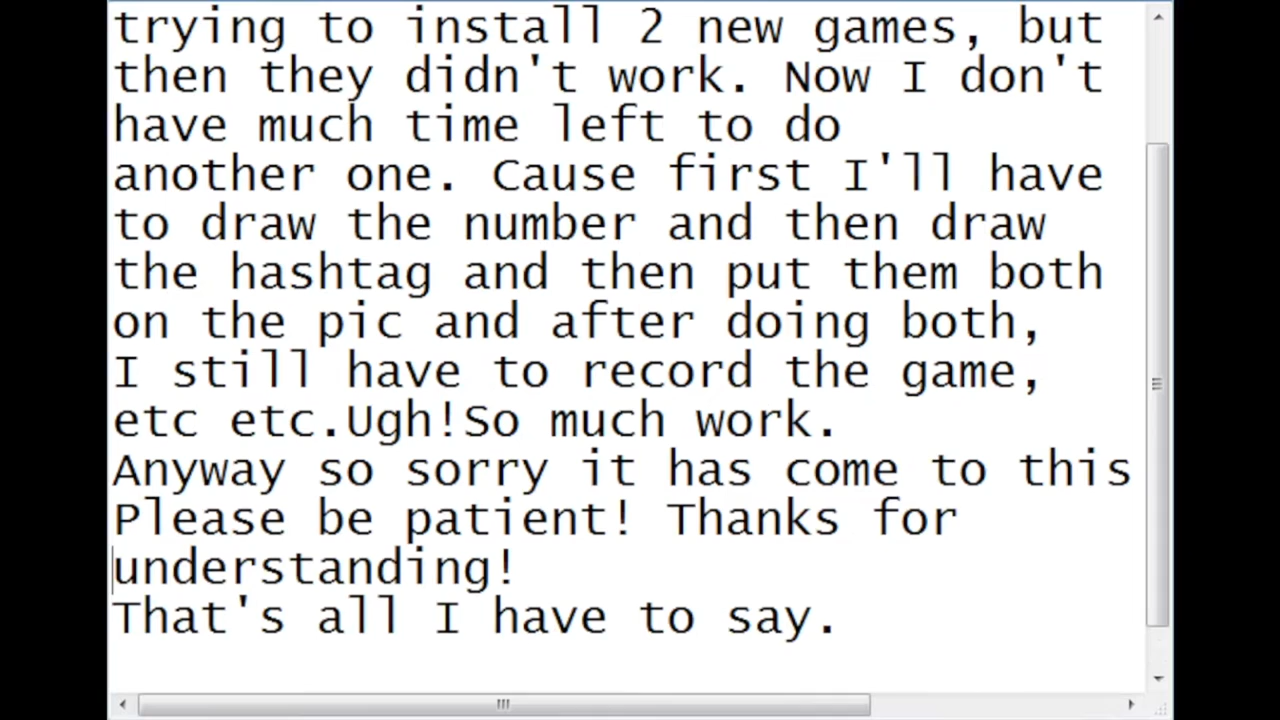 trying to install 2 new games, but
then they didn't work. Now I don't
have much time left to do
another one. Cause first I'll have
to draw the number and then draw
the hashtag and then put them both
on the pic and after doing both,
I still have to record the game,
etc etc.Ugh!So much work.
Anyway so sorry it has come to this
Please be patient! Thanks for
understanding!
That's all I have to say.